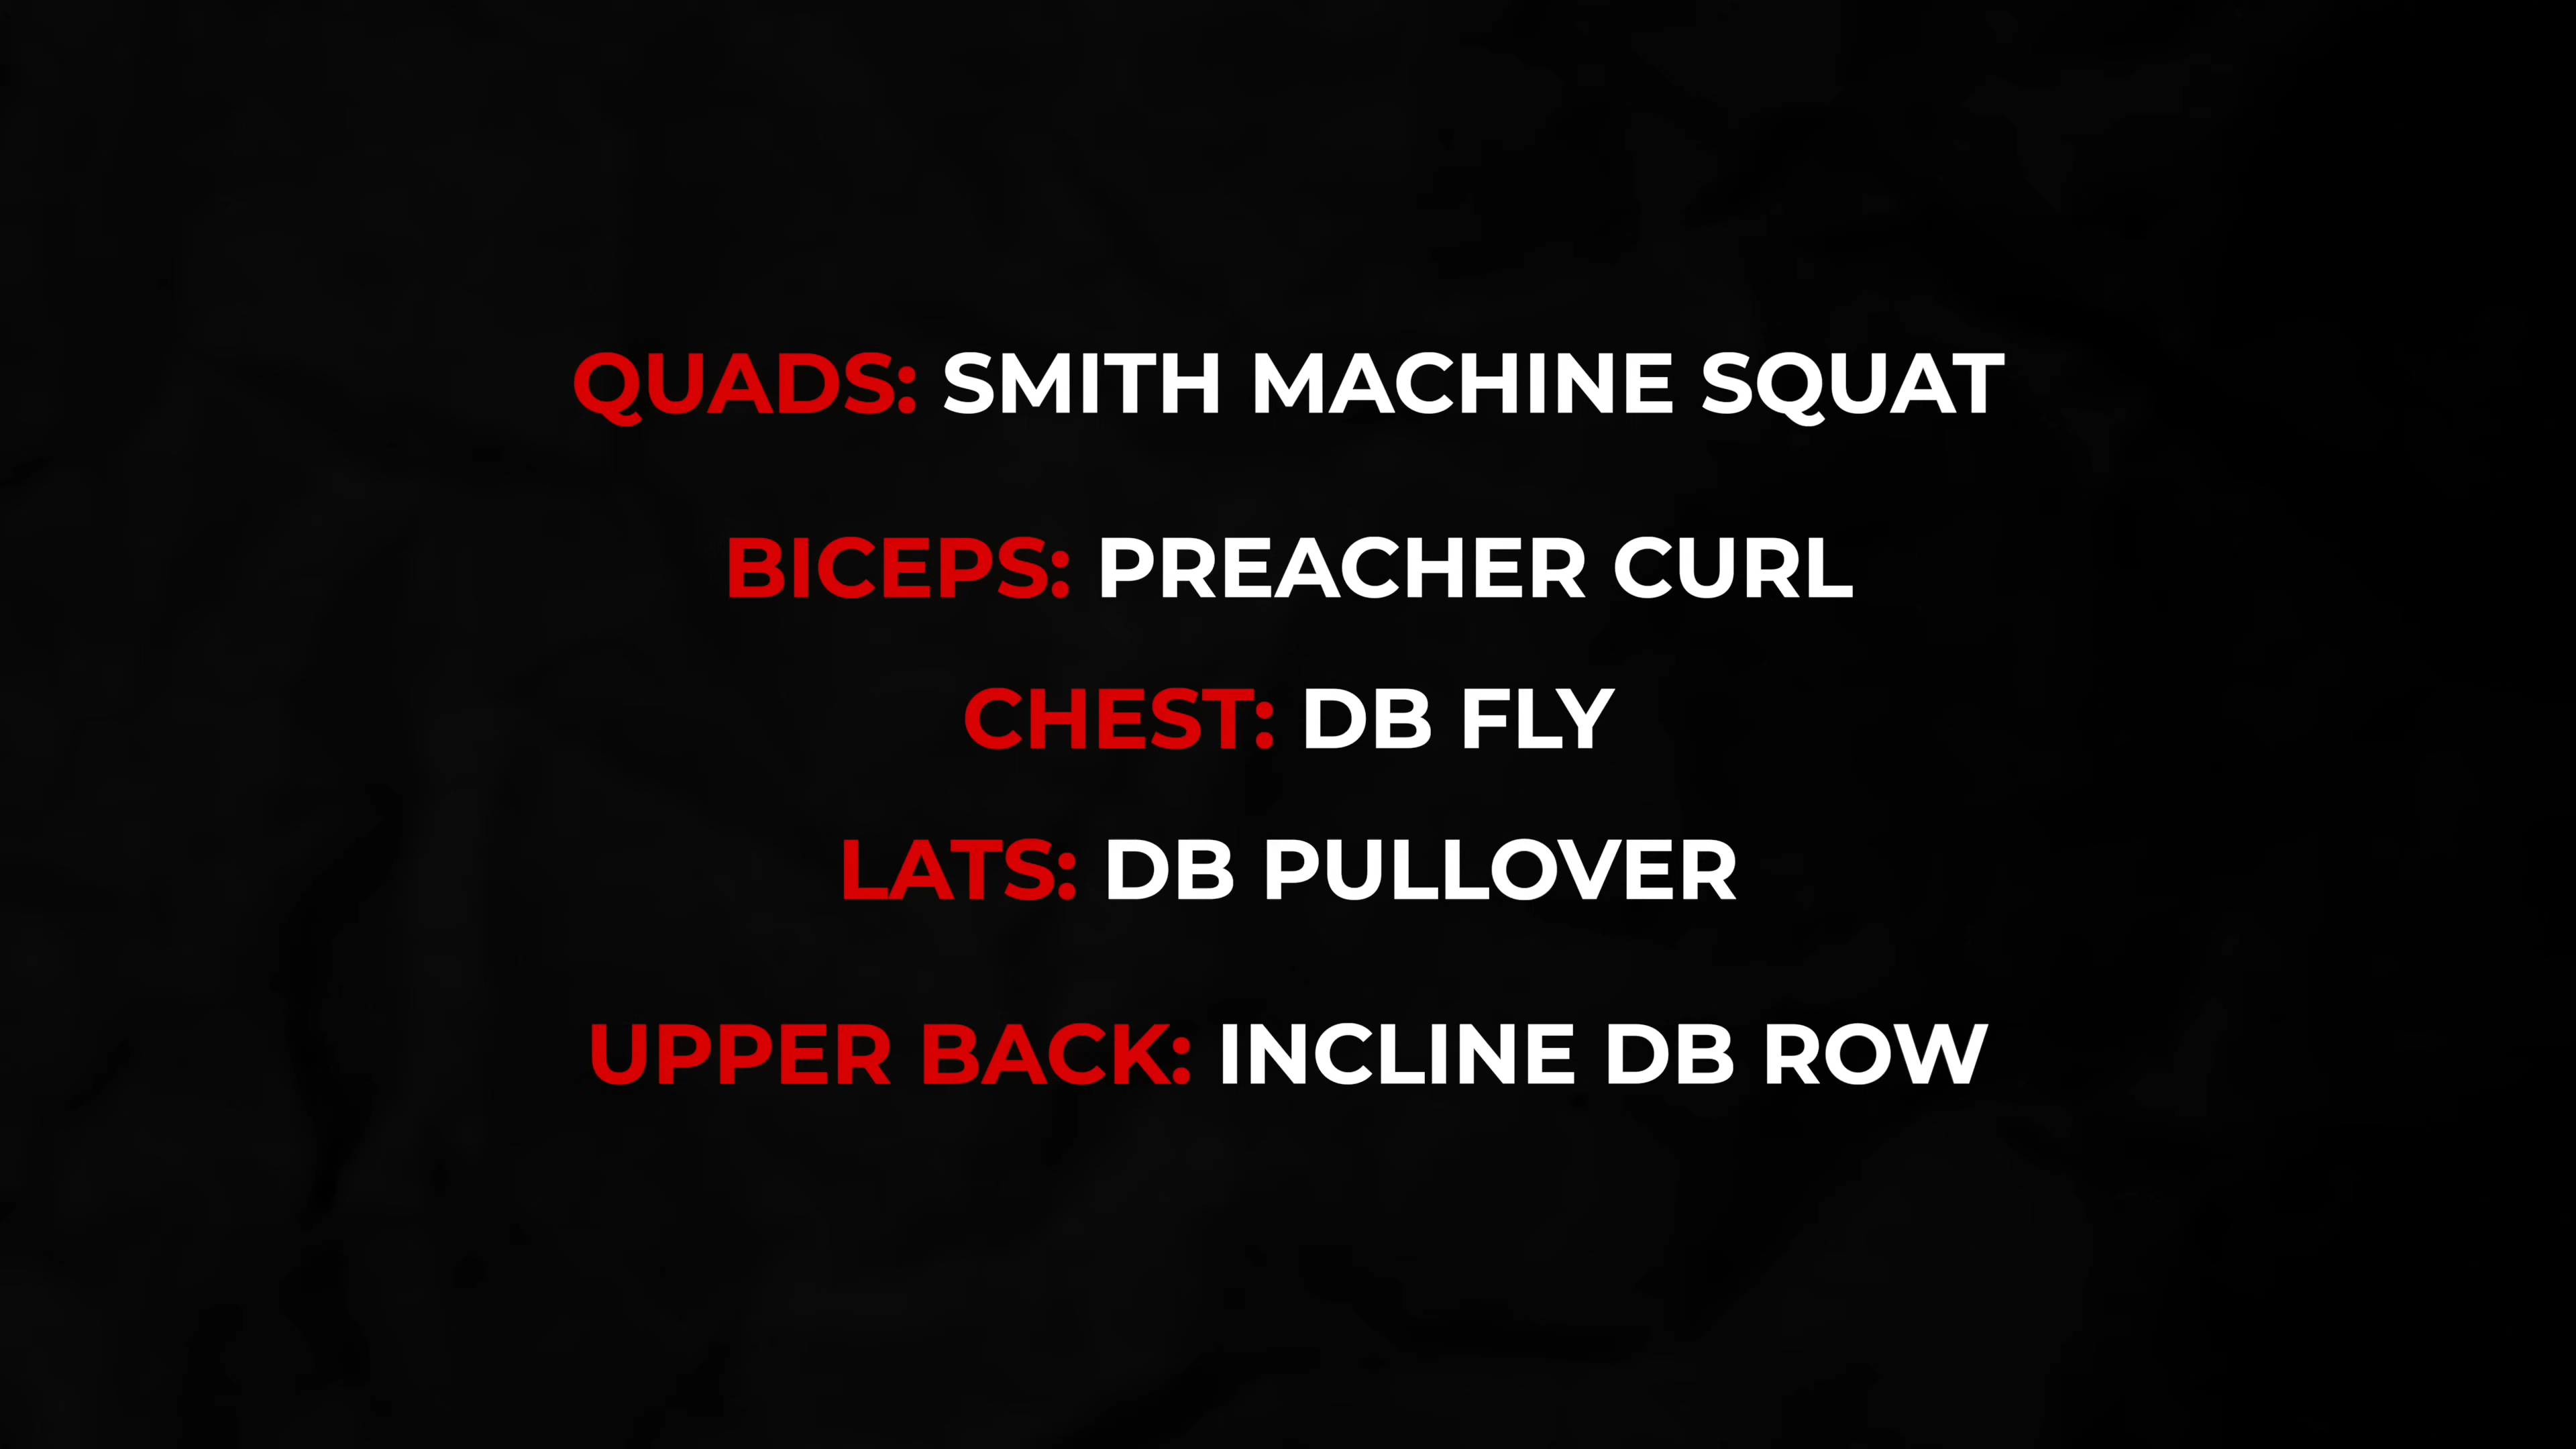 QUADS: SMITH MACHINE SQUAT
BICEPS: PREACHER CURL
CHEST: DB FLY
LATS: DB PULLOVER
UPPER BACK: INCLINE DB ROW